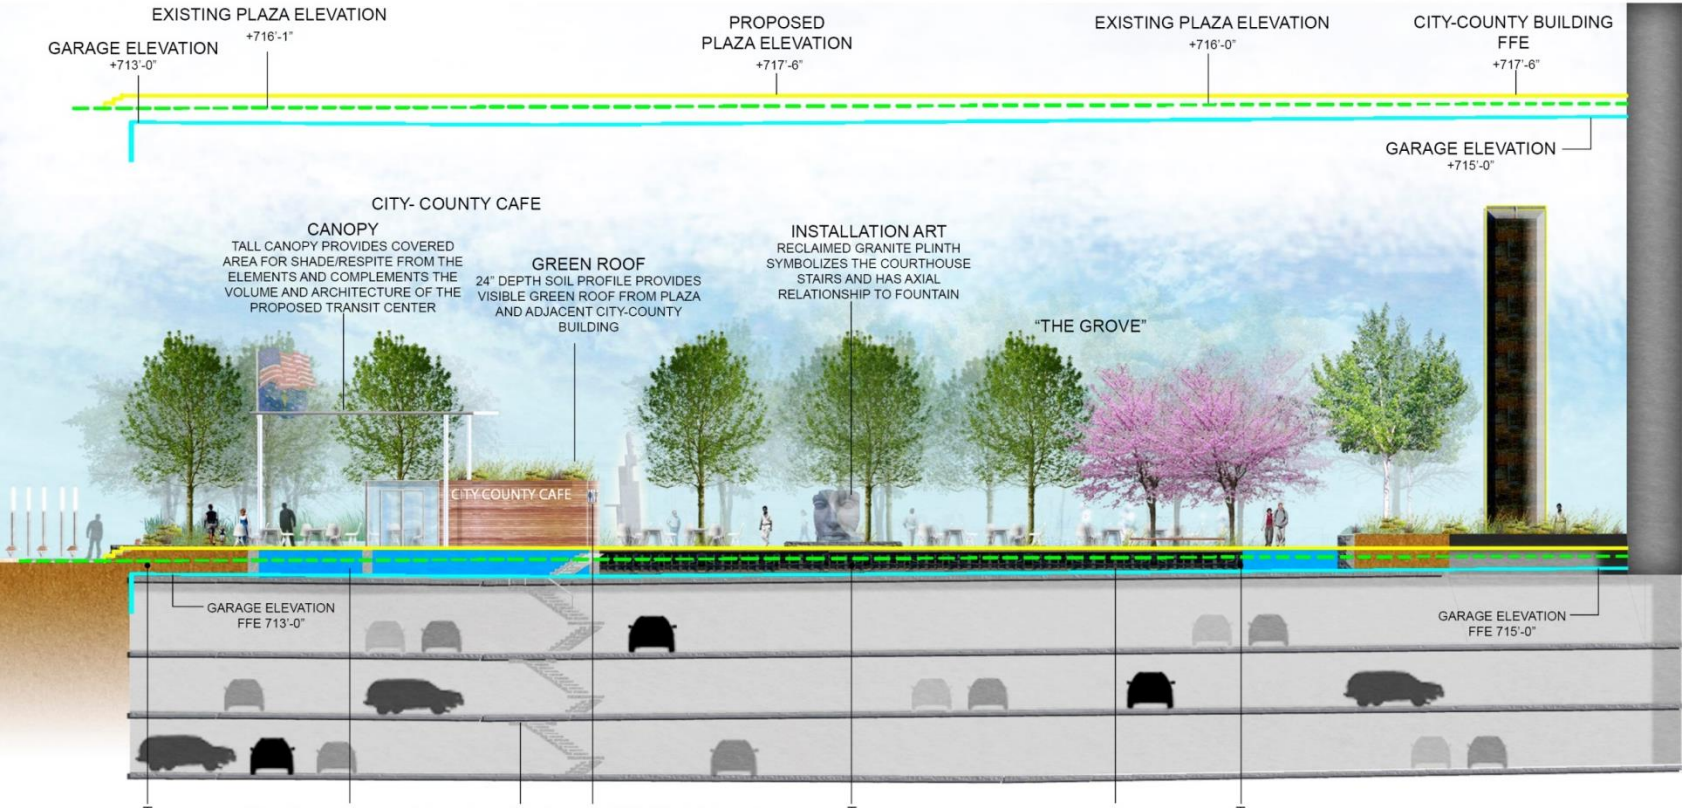 EXISTING PLAZA ELEVATION
+716'-1"
GARAGE ELEVATION
+713'-0"
PROPOSED
PLAZA ELEVATION
+717'-6"
EXISTING PLAZA ELEVATION
+716'-0"
CITY-COUNTY BUILDING
FFE
+717'-6"
GARAGE ELEVATION
+715'-0"
CITY- COUNTY CAFE
CANOPY
TALL CANOPY PROVIDES COVERED
AREA FOR SHADE/RESPITE FROM THE
ELEMENTS AND COMPLEMENTS THE
VOLUME AND ARCHITECTURE OF THE
PROPOSED TRANSIT CENTER
GREEN ROOF
24" DEPTH SOIL PROFILE PROVIDES
VISIBLE GREEN ROOF FROM PLAZA
AND ADJACENT CITY-COUNTY
BUILDING
INSTALLATION ART
RECLAIMED GRANITE PLINTH
SYMBOLIZES THE COURTHOUSE
STAIRS AND HAS AXIAL
RELATIONSHIP TO FOUNTAIN
"THE GROVE"
CITY COUNTY CAFE
GARAGE ELEVATION
FFE 713'-0"
GARAGE ELEVATION
FFE 715'-0"